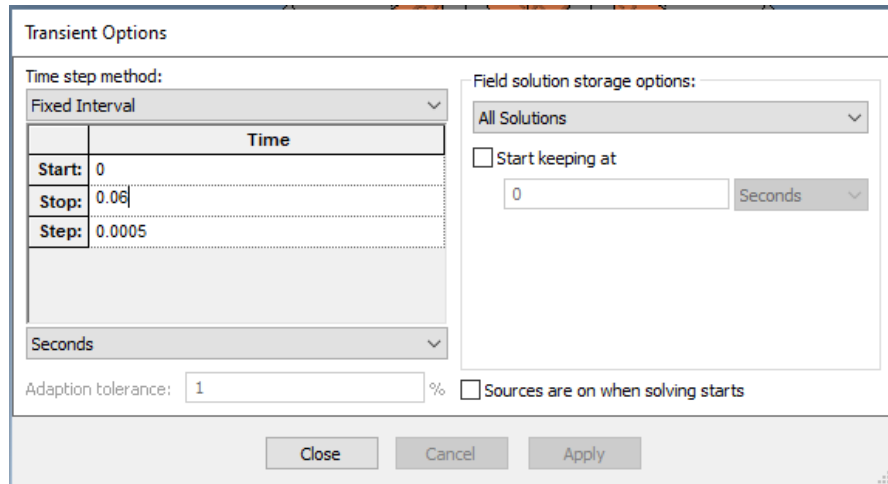 Transient Options
Time step method:
Fixed Interval
Time
Start: 0
Stop: 0.06
Step: 0.0005
Seconds
Adaption tolerance: 1 %
Field solution storage options:
All Solutions
Start keeping at
0 Seconds
Sources are on when solving starts
Close Cancel Apply